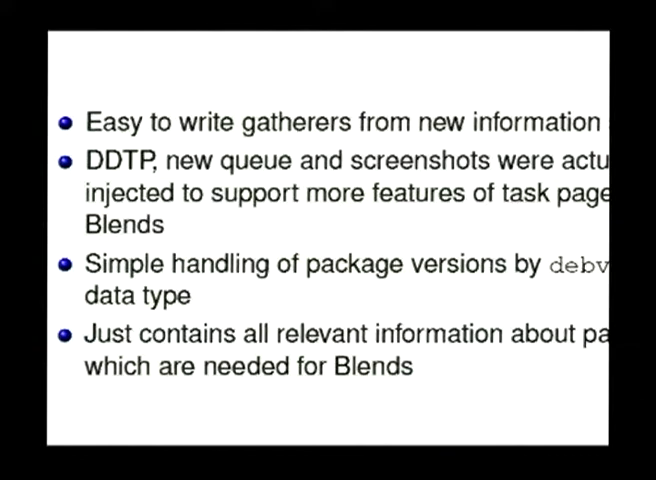 Easy to write gatherers from new information
DDTP, new queue and screenshots were actu
injected to support more features of task page
Blends
Simple handling of package versions by debv
data type
Just contains all relevant information about pa
which are needed for Blends